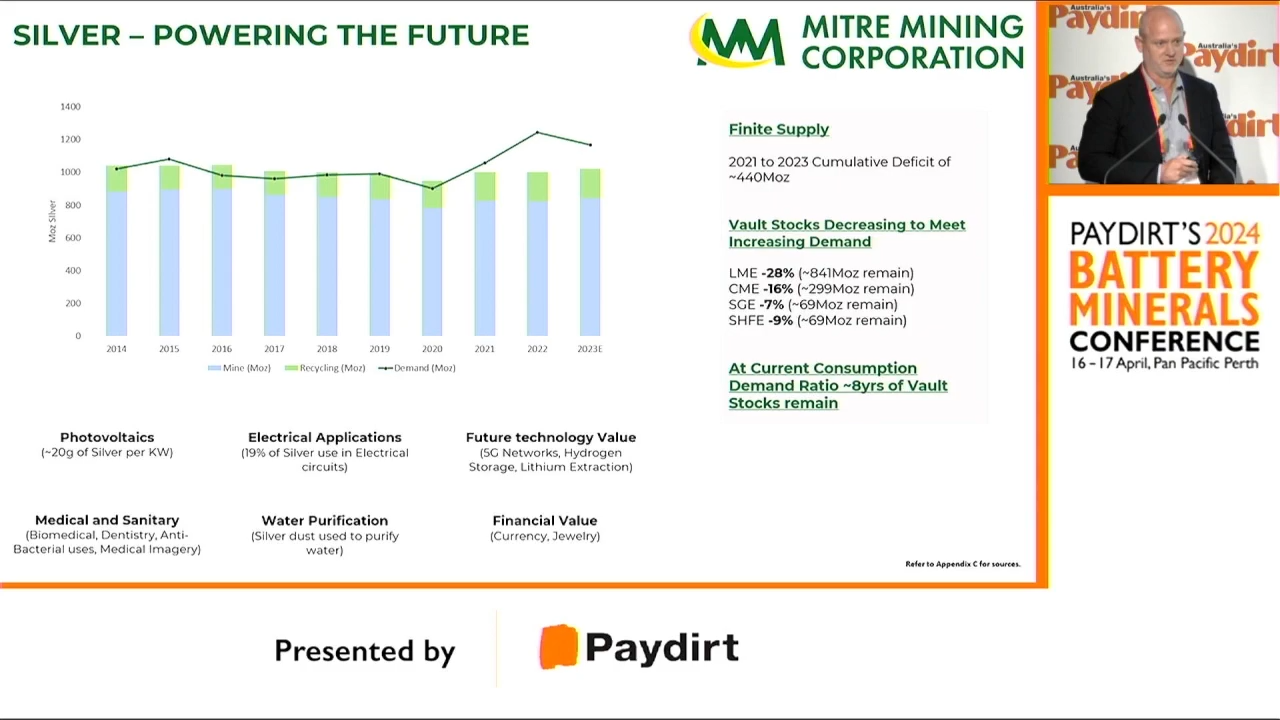 SILVER – POWERING THE FUTURE
MITRE MINING
CORPORATION
1400
1200
1000
800
600
400
200
0
Moz Silver
2014 2015 2016 2017 2018 2019 2020 2021 2022 2023E
Mine (Moz) Recycling (Moz) Demand (Moz)
Finite Supply
2021 to 2023 Cumulative Deficit of
~440Moz
Vault Stocks Decreasing to Meet
Increasing Demand
LME -28% (~841Moz remain)
CME -16% (~299Moz remain)
SGE -7% (~69Moz remain)
SHFE -9% (~69Moz remain)
At Current Consumption
Demand Ratio ~8yrs of Vault
Stocks remain
Photovoltaics
(~20g of Silver per KW)
Electrical Applications
(19% of Silver use in Electrical
circuits)
Future technology Value
(5G Networks, Hydrogen
Storage, Lithium Extraction)
Medical and Sanitary
(Biomedical, Dentistry, Anti-
Bacterial uses, Medical Imagery)
Water Purification
(Silver dust used to purify
water)
Financial Value
(Currency, Jewelry)
Refer to Appendix C for sources.
Australia's
Paydirt
Australia's
Paydirt
Australia's
PAYDIRT'S 2024
BATTERY
MINERALS
CONFERENCE
16 – 17 April, Pan Pacific Perth
Presented by
Paydirt